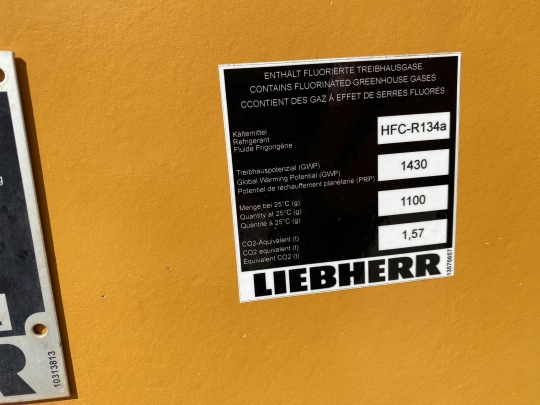 ENTHÄLT FLUORIERTE TREIBHAUSGASE
CONTAINS FLUORINATED GREENHOUSE GASES
CCONTIENT DES GAZ À EFFET DE SERRES FLUORÉS
Kältemittel
Refrigerant
Fluide Frigorigène
HFC-R134a
Treibhauspotenzial (GWP)
Global Warming Potential (GWP)
Potentiel de réchauffement planétaire (PRP)
1430
Menge bei 25°C (g)
Quantity at 25°C (g)
Quantité à 25°C (g)
1100
CO2-Äquivalent (t)
CO2 equivalent (t)
Équivalent CO2 (t)
1,57
LIEBHERR
10313813